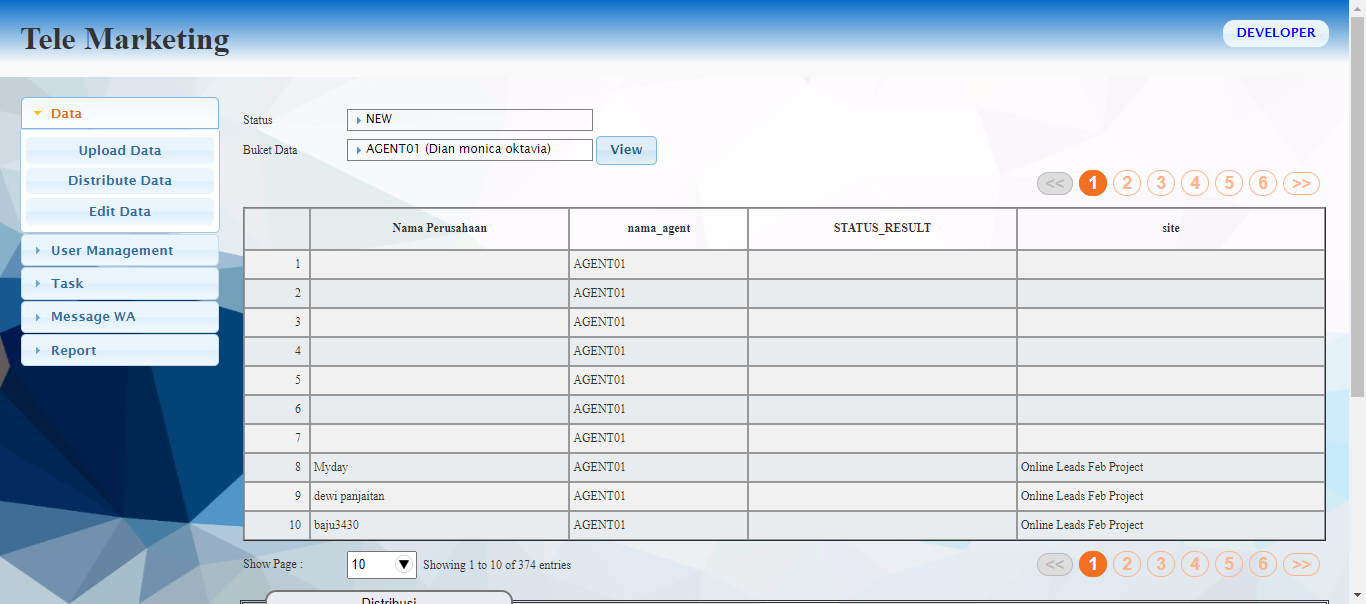 Tele Marketing
DEVELOPER
Data
Upload Data
Distribute Data
Edit Data
User Management
Task
Message WA
Report
Status NEW
Buket Data AGENT01 (Dian monica oktavia) View
<< 1 2 3 4 5 6 >>
Nama Perusahaan nama_agent STATUS_RESULT site
1 AGENT01
2 AGENT01
3 AGENT01
4 AGENT01
5 AGENT01
6 AGENT01
7 AGENT01
8 Myday AGENT01 Online Leads Feb Project
9 dewi panjaitan AGENT01 Online Leads Feb Project
10 baju3430 AGENT01 Online Leads Feb Project
Show Page : 10 Showing 1 to 10 of 374 entries << 1 2 3 4 5 6 >>
Distribusi